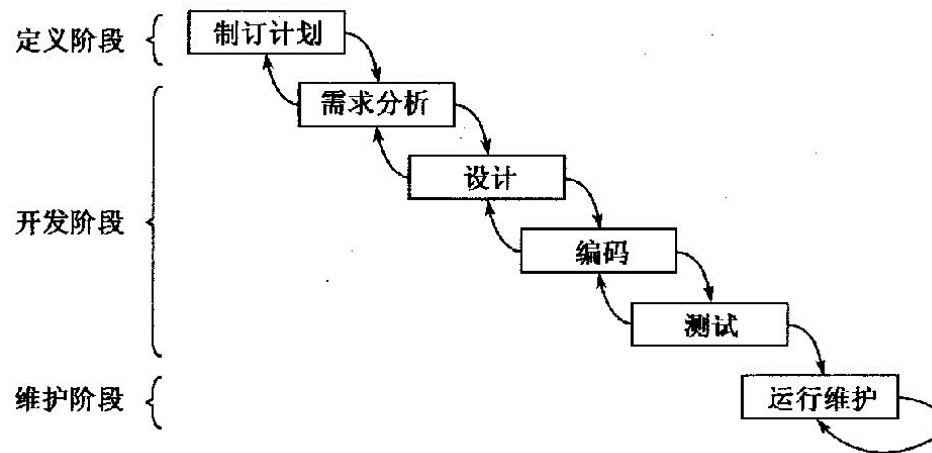 定义阶段
制订计划
需求分析
设计
开发阶段
编码
测试
维护阶段
运行维护